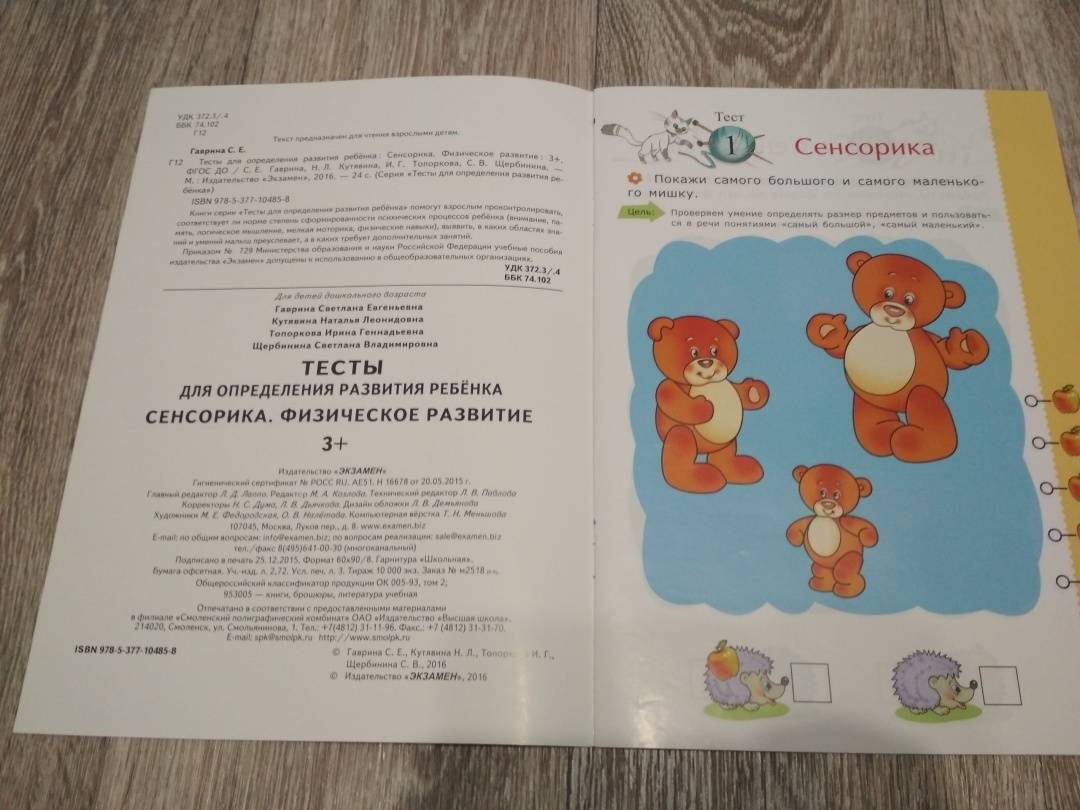 УДК 372.3/.4
ББК 74.102
Г12
Текст предназначен для чтения взрослыми детям.
Гаврина С. Е.
Г12 Тесты для определения развития ребёнка: Сенсорика. Физическое развитие: 3+.
ФГОС ДО / С. Е. Гаврина, Н. Л. Кутявина, И. Г. Топоркова, С. В. Щербинина. —
М. : Издательство «Экзамен», 2016. — 24 с. (Серия «Тесты для определения развития ре-
бёнка»)
ISBN 978-5-377-10485-8
Книги серии «Тесты для определения развития ребёнка» помогут взрослым проконтролировать,
соответствует ли норме степень сформированности психических процессов ребёнка (внимание, па-
мять, логическое мышление, мелкая моторика, физические навыки), выявить, в каких областях зна-
ний и умений малыш преуспевает, а в каких требует дополнительных занятий.
Приказом № 729 Министерства образования и науки Российской Федерации учебные пособия
издательства «Экзамен» допущены к использованию в общеобразовательных организациях.
УДК 372.3/.4
ББК 74.102
Для детей дошкольного возраста
Гаврина Светлана Евгеньевна
Кутявина Наталья Леонидовна
Топоркова Ирина Геннадьевна
Щербинина Светлана Владимировна
ТЕСТЫ
ДЛЯ ОПРЕДЕЛЕНИЯ РАЗВИТИЯ РЕБЁНКА
СЕНСОРИКА. ФИЗИЧЕСКОЕ РАЗВИТИЕ
3+
Издательство «ЭКЗАМЕН»
Гигиенический сертификат № РОСС RU. АЕ51. Н 16678 от 20.05.2015 г.
Главный редактор Л. Д. Лаппо. Редактор М. А. Козлова. Технический редактор Л. В. Павлова
Корректоры Н. С. Дума, Л. В. Дьячкова. Дизайн обложки Л. В. Демьянова
Художники М. Е. Федоровская, О. В. Налётова. Компьютерная вёрстка Т. Н. Меньшова
107045, Москва, Луков пер., д. 8. www.examen.biz
E-mail: по общим вопросам: info@examen.biz; по вопросам реализации: sale@examen.biz
тел./факс 8(495)641-00-30 (многоканальный)
Подписано в печать 25.12.2015. Формат 60х90/8. Гарнитура «Школьная».
Бумага офсетная. Уч.-изд. л. 2,72. Усл. печ. л. 3. Тираж 10 000 экз. Заказ № м2518
Общероссийский классификатор продукции ОК 005-93, том 2;
953005 — книги, брошюры, литература учебная
Отпечатано в соответствии с предоставленными материалами
в филиале «Смоленский полиграфический комбинат» ОАО «Издательство «Высшая школа».
214020, Смоленск, ул. Смольянинова, 1. Тел.: +7(4812) 31-11-96. Факс.: +7 (4812) 31-31-70.
E-mail: spk@smolpk.ru http://www.smolpk.ru
ISBN 978-5-377-10485-8
© Гаврина С. Е., Кутявина Н. Л., Топоркова И. Г.,
Щербинина С. В., 2016
© Издательство «ЭКЗАМЕН», 2016
Тест
1
Сенсорика
Покажи самого большого и самого маленько-
го мишку.
Цель:
Проверяем умение определять размер предметов и пользовать-
ся в речи понятиями «самый большой», «самый маленький».